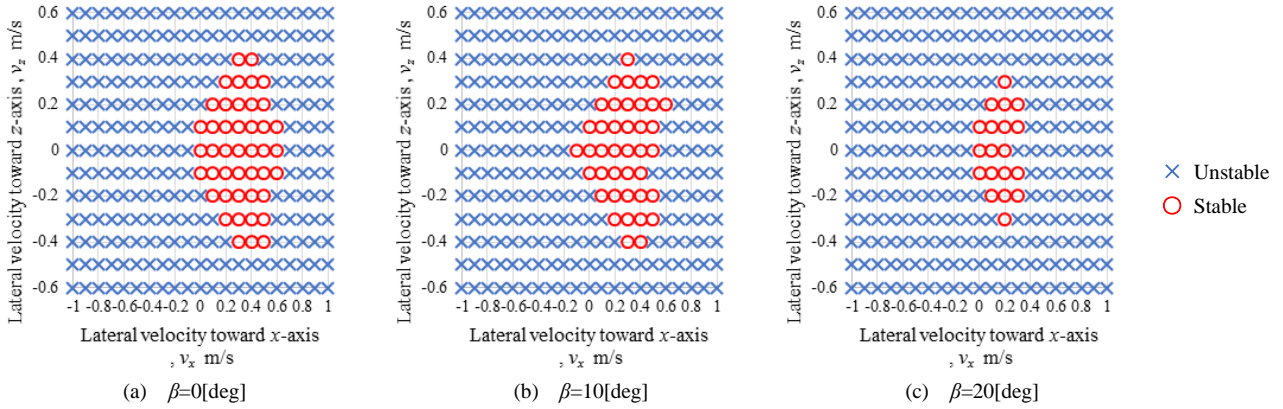 Lateral velocity toward z-axis , vz m/s
0.6
0.4
0.2
0
-0.2
-0.4
-0.6
-1 -0.8 -0.6 -0.4 -0.2 0 0.2 0.4 0.6 0.8 1
Lateral velocity toward x-axis
, vx m/s
(a) β=0[deg]
Lateral velocity toward z-axis , vz m/s
0.6
0.4
0.2
0
-0.2
-0.4
-0.6
-1 -0.8 -0.6 -0.4 -0.2 0 0.2 0.4 0.6 0.8 1
Lateral velocity toward x-axis
, vx m/s
(b) β=10[deg]
Lateral velocity toward z-axis , vz m/s
0.6
0.4
0.2
0
-0.2
-0.4
-0.6
-1 -0.8 -0.6 -0.4 -0.2 0 0.2 0.4 0.6 0.8 1
Lateral velocity toward x-axis
, vx m/s
(c) β=20[deg]
Unstable
Stable